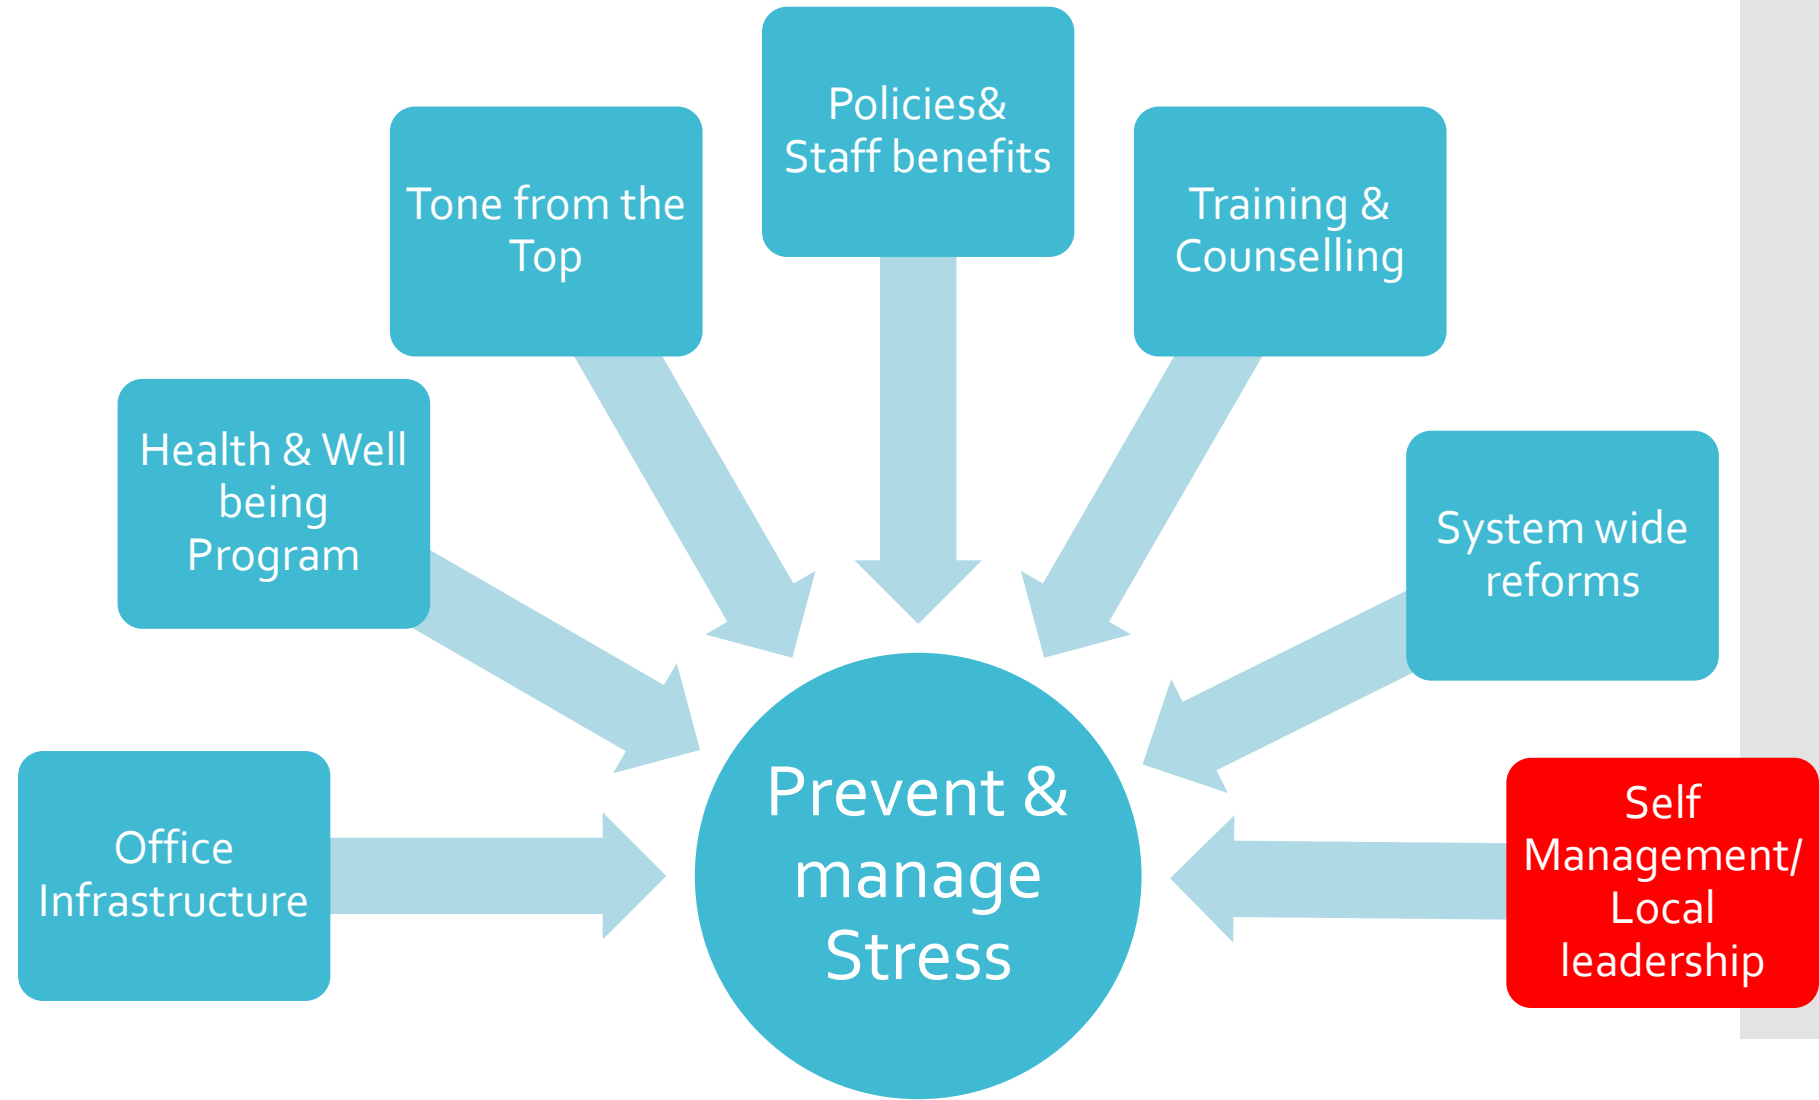 Policies&
Staff benefits
Tone from the
Top
Training &
Counselling
Health & Well
being
Program
System wide
reforms
Office
Infrastructure
Prevent &
manage
Stress
Self
Management/
Local
leadership